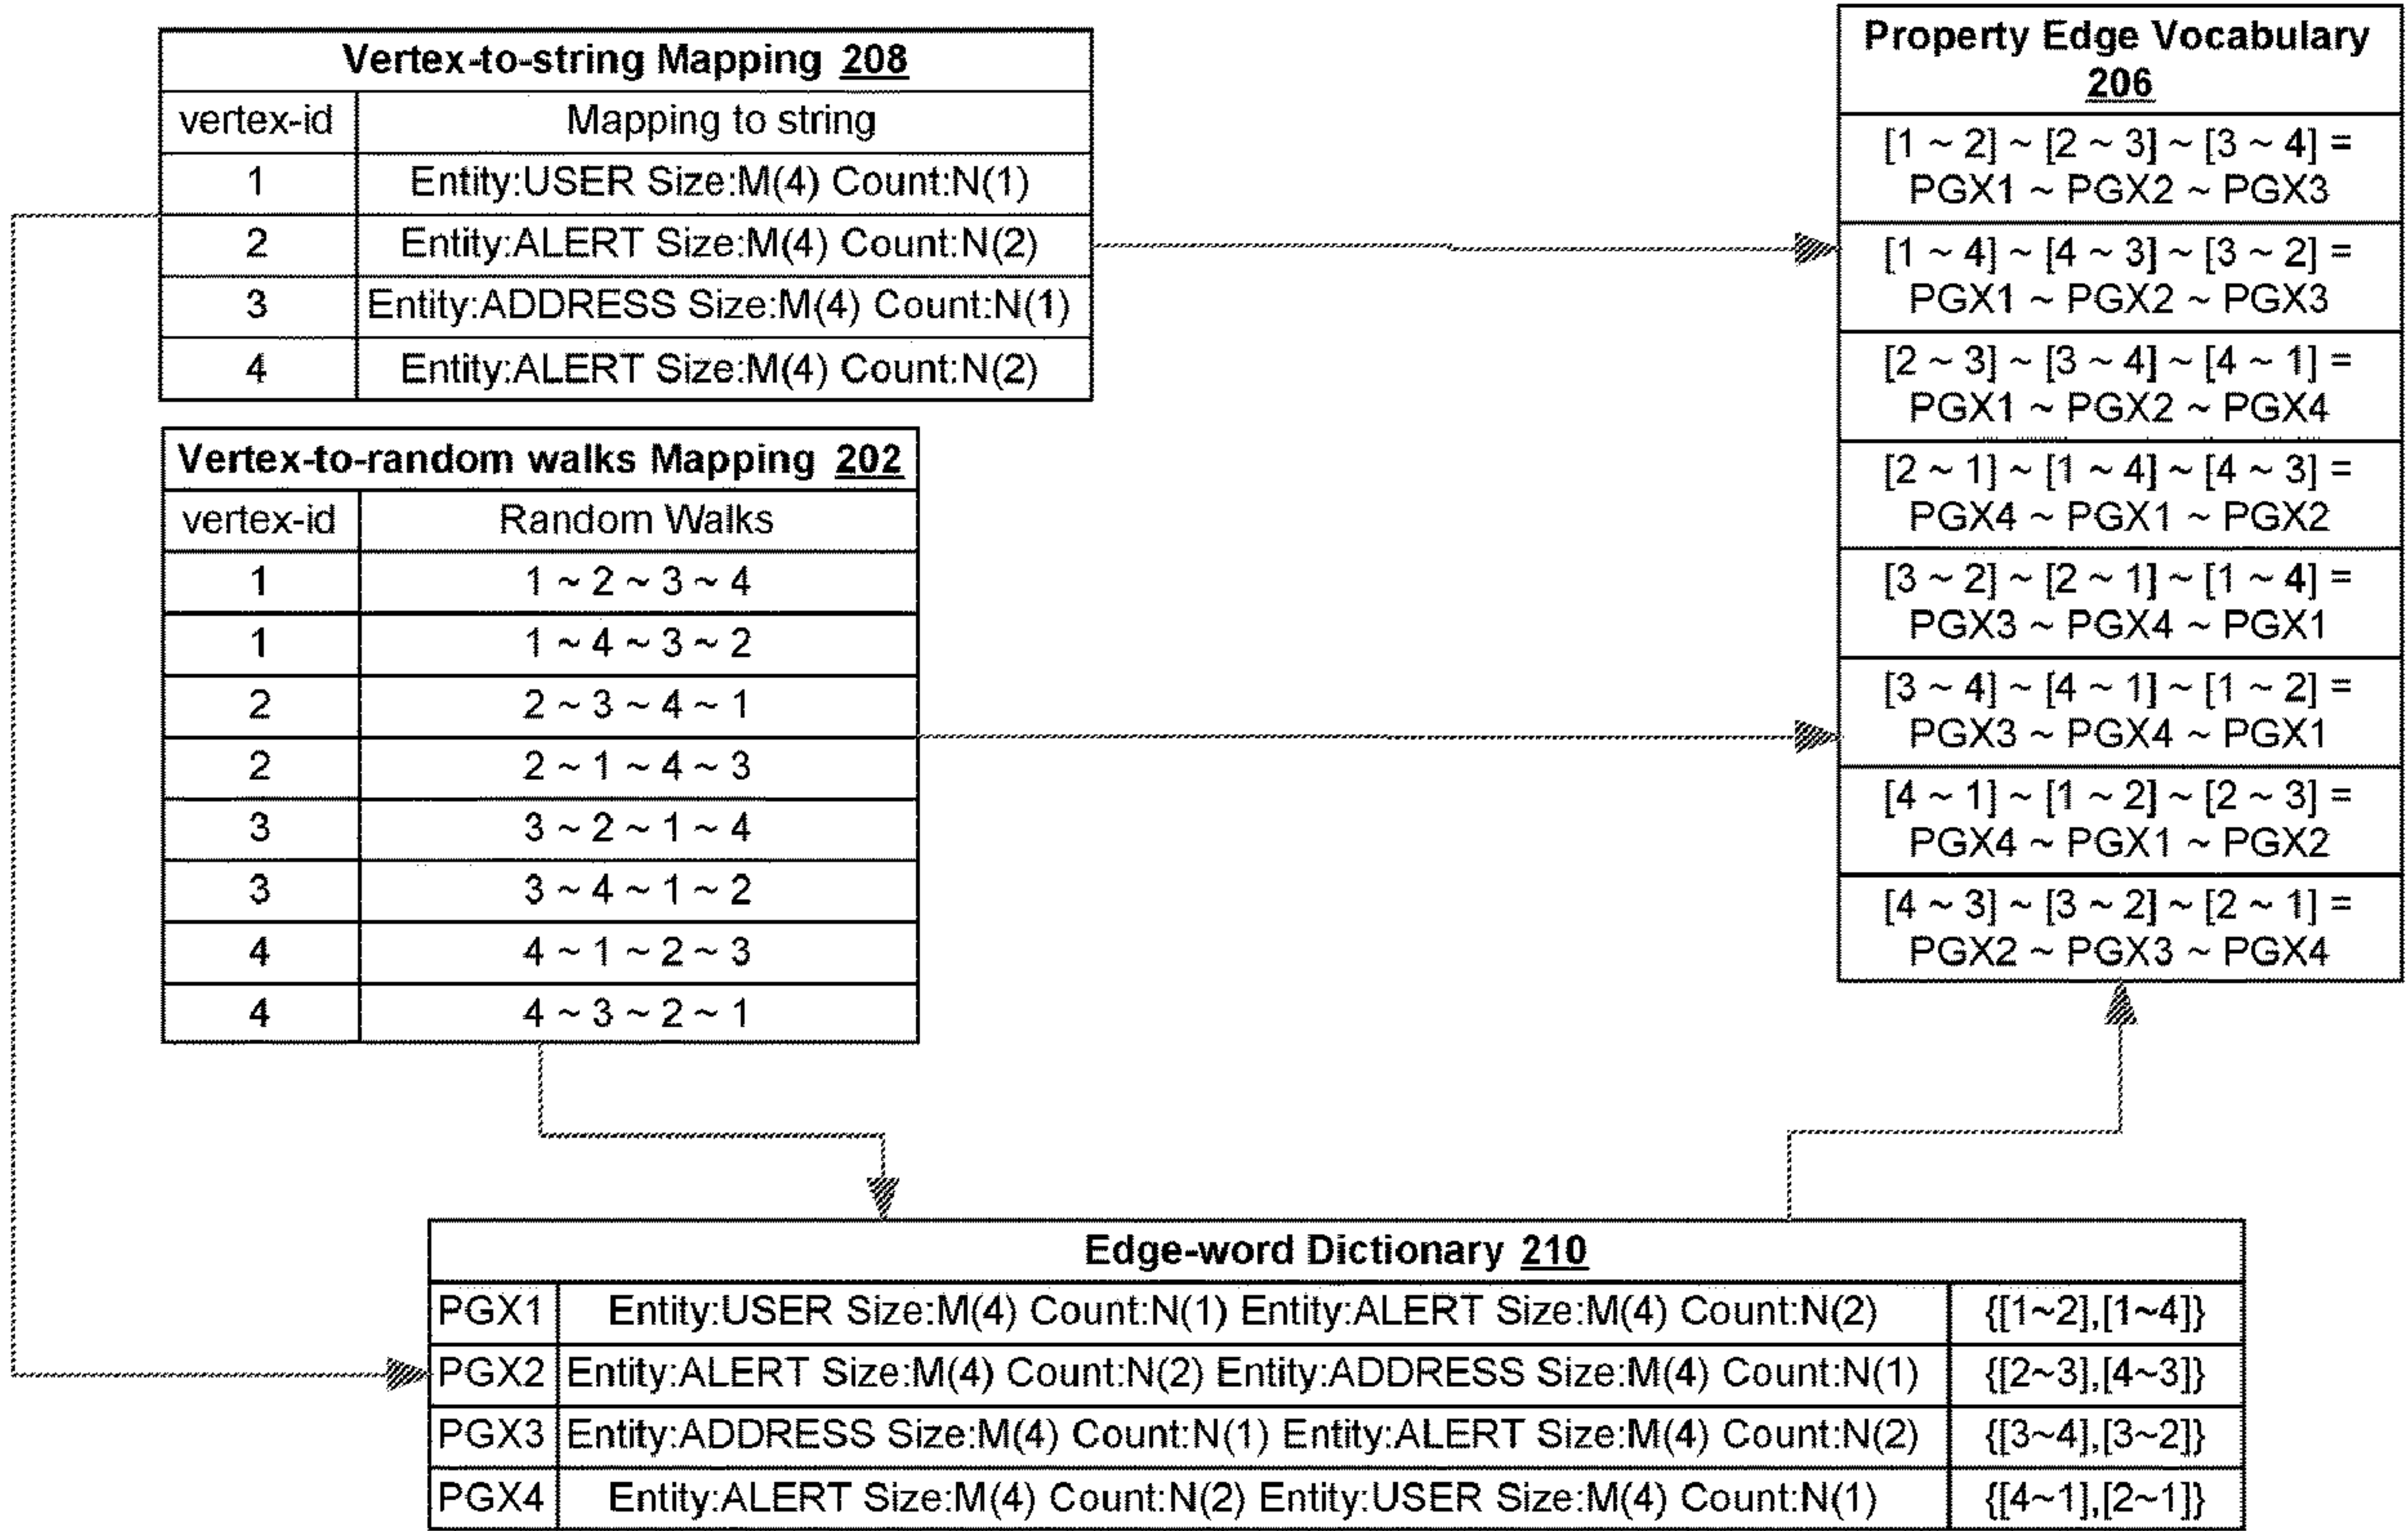 Vertex-to-string Mapping 208
vertex-id Mapping to string
1 Entity:USER Size:M(4) Count:N(1)
2 Entity:ALERT Size:M(4) Count:N(2)
3 Entity:ADDRESS Size:M(4) Count:N(1)
4 Entity:ALERT Size:M(4) Count:N(2)
Vertex-to-random walks Mapping 202
vertex-id Random Walks
1 1 ~ 2 ~ 3 ~ 4
1 1 ~ 4 ~ 3 ~ 2
2 2 ~ 3 ~ 4 ~ 1
2 2 ~ 1 ~ 4 ~ 3
3 3 ~ 2 ~ 1 ~ 4
3 3 ~ 4 ~ 1 ~ 2
4 4 ~ 1 ~ 2 ~ 3
4 4 ~ 3 ~ 2 ~ 1
Property Edge Vocabulary
206
[1 ~ 2] ~ [2 ~ 3] ~ [3 ~ 4] =
PGX1 ~ PGX2 ~ PGX3
[1 ~ 4] ~ [4 ~ 3] ~ [3 ~ 2] =
PGX1 ~ PGX2 ~ PGX3
[2 ~ 3] ~ [3 ~ 4] ~ [4 ~ 1] =
PGX1 ~ PGX2 ~ PGX4
[2 ~ 1] ~ [1 ~ 4] ~ [4 ~ 3] =
PGX4 ~ PGX1 ~ PGX2
[3 ~ 2] ~ [2 ~ 1] ~ [1 ~ 4] =
PGX3 ~ PGX4 ~ PGX1
[3 ~ 4] ~ [4 ~ 1] ~ [1 ~ 2] =
PGX3 ~ PGX4 ~ PGX1
[4 ~ 1] ~ [1 ~ 2] ~ [2 ~ 3] =
PGX4 ~ PGX1 ~ PGX2
[4 ~ 3] ~ [3 ~ 2] ~ [2 ~ 1] =
PGX2 ~ PGX3 ~ PGX4
Edge-word Dictionary 210
PGX1 Entity:USER Size:M(4) Count:N(1) Entity:ALERT Size:M(4) Count:N(2) {[1~2],[1~4]}
PGX2 Entity:ALERT Size:M(4) Count:N(2) Entity:ADDRESS Size:M(4) Count:N(1) {[2~3],[4~3]}
PGX3 Entity:ADDRESS Size:M(4) Count:N(1) Entity:ALERT Size:M(4) Count:N(2) {[3~4],[3~2]}
PGX4 Entity:ALERT Size:M(4) Count:N(2) Entity:USER Size:M(4) Count:N(1) {[4~1],[2~1]}